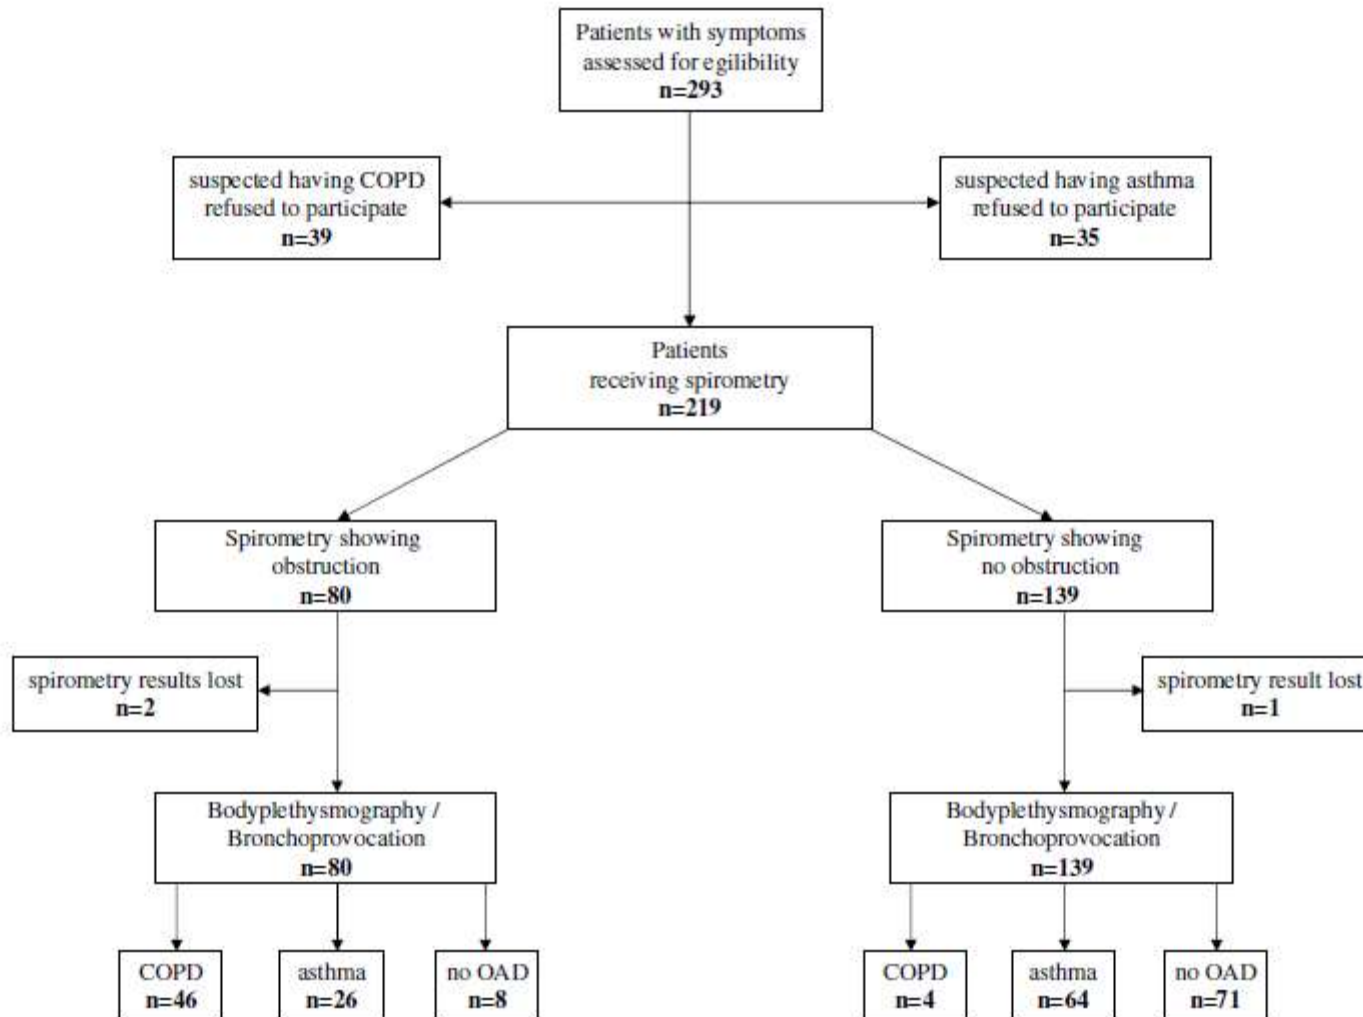 Patients with symptoms
assessed for egilibility
n=293
suspected having COPD
refused to participate
n=39
suspected having asthma
refused to participate
n=35
Patients
receiving spirometry
n=219
Spirometry showing
obstruction
n=80
Spirometry showing
no obstruction
n=139
spirometry results lost
n=2
spirometry result lost
n=1
Bodyplethysmography /
Bronchoprovocation
n=80
Bodyplethysmography /
Bronchoprovocation
n=139
COPD
n=46
asthma
n=26
no OAD
n=8
COPD
n=4
asthma
n=64
no OAD
n=71